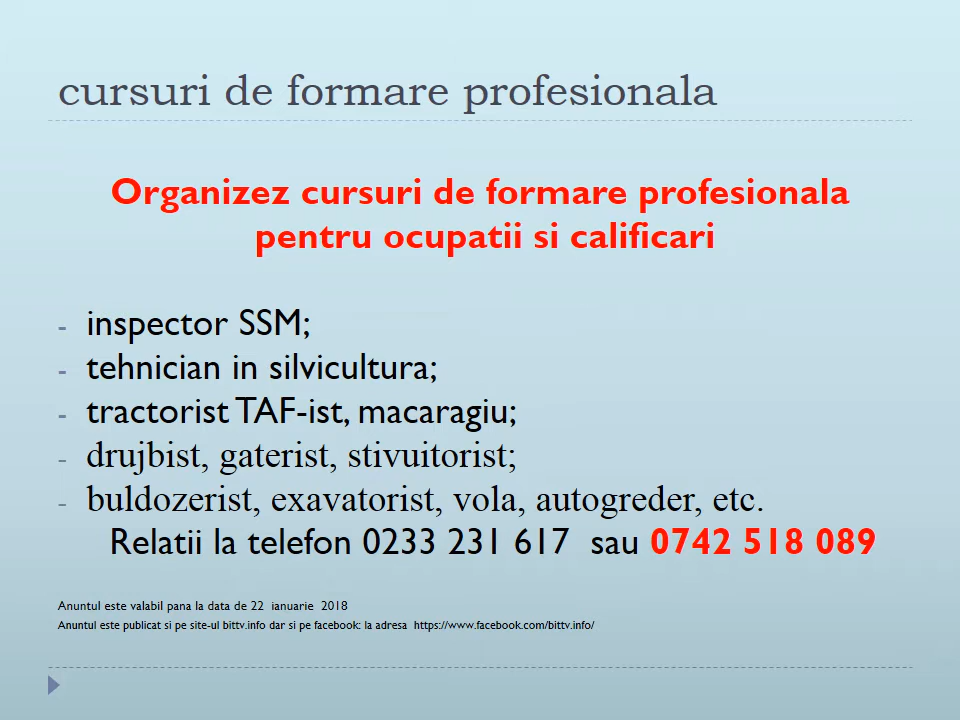 cursuri de formare profesionala
Organizez cursuri de formare profesionala
pentru ocupatii si calificari
- inspector SSM;
- tehnician in silvicultura;
- tractorist TAF-ist, macaragiu;
- drujbist, gaterist, stivuitorist;
- buldozerist, exavatorist, vola, autogreder, etc.
Relatii la telefon 0233 231 617 sau 0742 518 089
Anuntul este valabil pana la data de 22 ianuarie 2018
Anuntul este publicat si pe site-ul bittv.info dar si pe facebook: la adresa https://www.facebook.com/bittv.info/